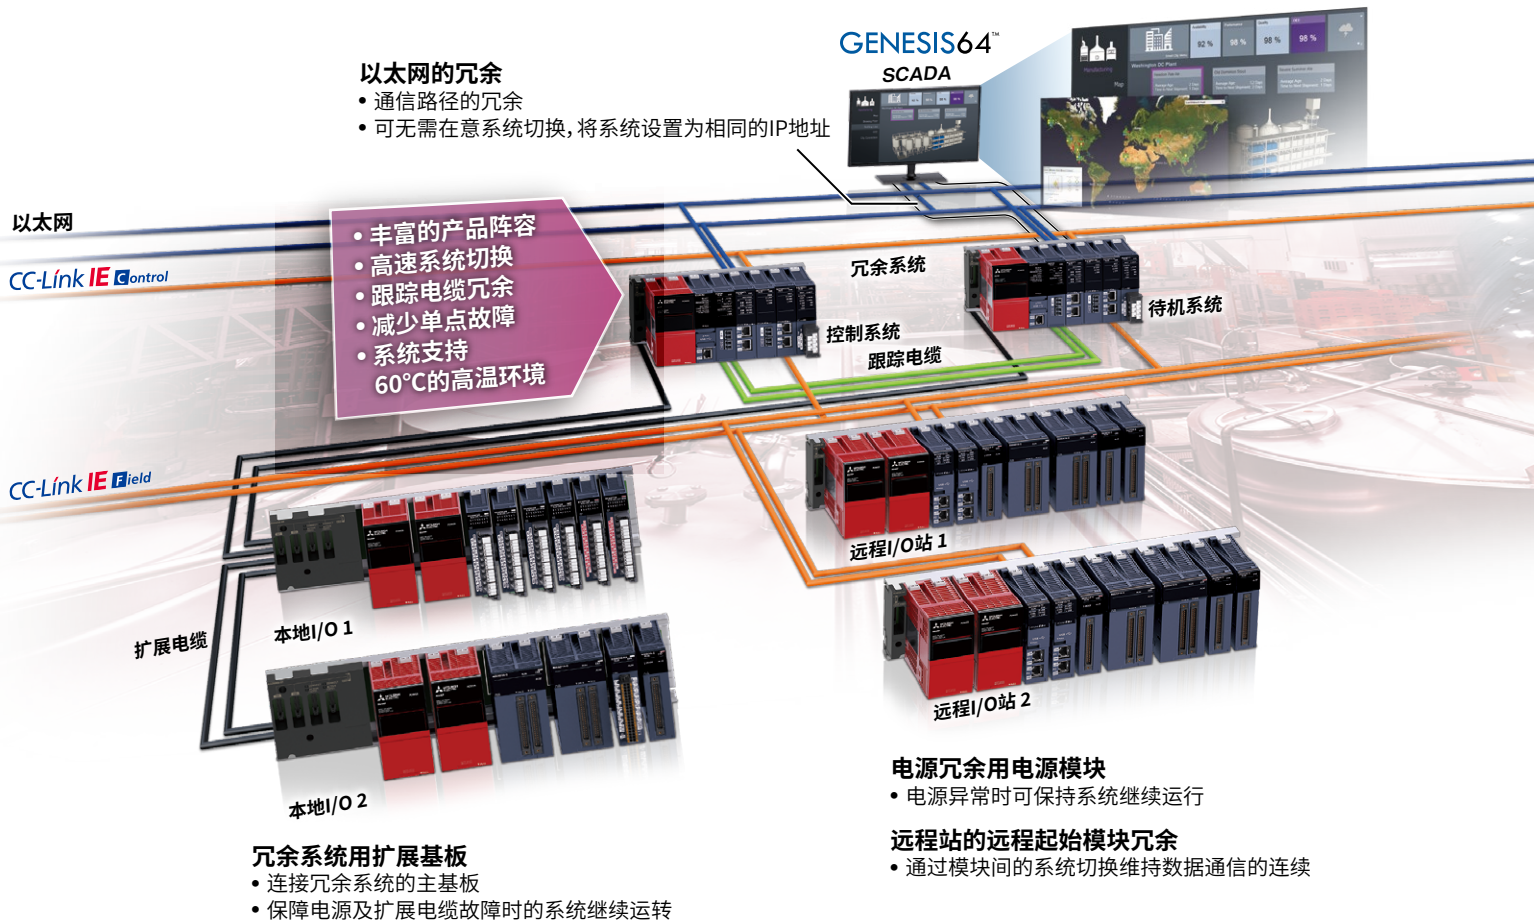 GENESIS64™
SCADA
以太网的冗余
• 通信路径的冗余
• 可无需在意系统切换，将系统设置为相同的IP地址
Manufacturing
Map
Washington DC Plant
92 %
98 %
98 %
98 %
以太网
CC-Link IE Control
• 丰富的产品阵容
• 高速系统切换
• 跟踪电缆冗余
• 减少单点故障
• 系统支持
60℃的高温环境
冗余系统
控制系统
待机系统
跟踪电缆
CC-Link IE Field
远程I/O站 1
远程I/O站 2
扩展电缆
本地I/O 1
本地I/O 2
电源冗余用电源模块
• 电源异常时可保持系统继续运行
远程站的远程起始模块冗余
• 通过模块间的系统切换维持数据通信的连续
冗余系统用扩展基板
• 连接冗余系统的主基板
• 保障电源及扩展电缆故障时的系统继续运转